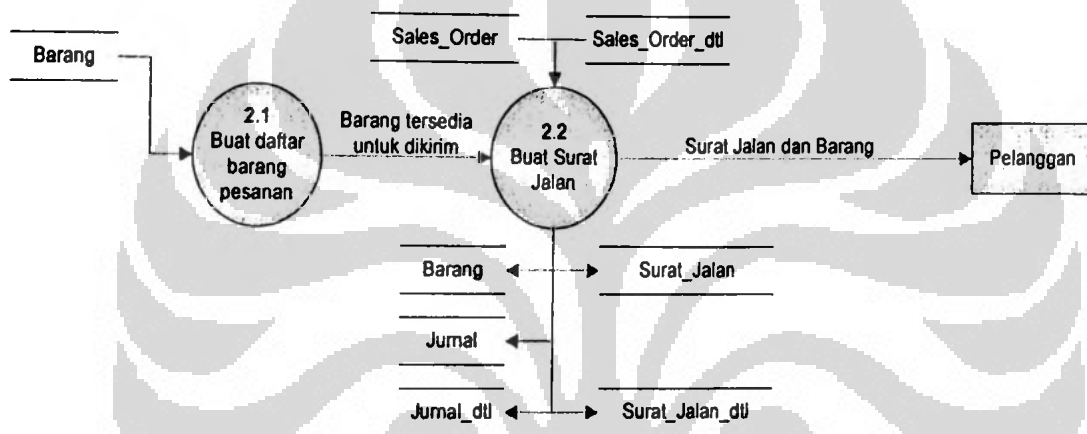 Sales_Order
Sales_Order_dtl
Barang
2.1
Buat daftar
barang
pesanan
Barang tersedia
untuk dikirim
2.2
Buat Surat
Jalan
Surat Jalan dan Barang
Pelanggan
Barang
Surat_Jalan
Jurnal
Jurnal_dtl
Surat_Jalan_dtl